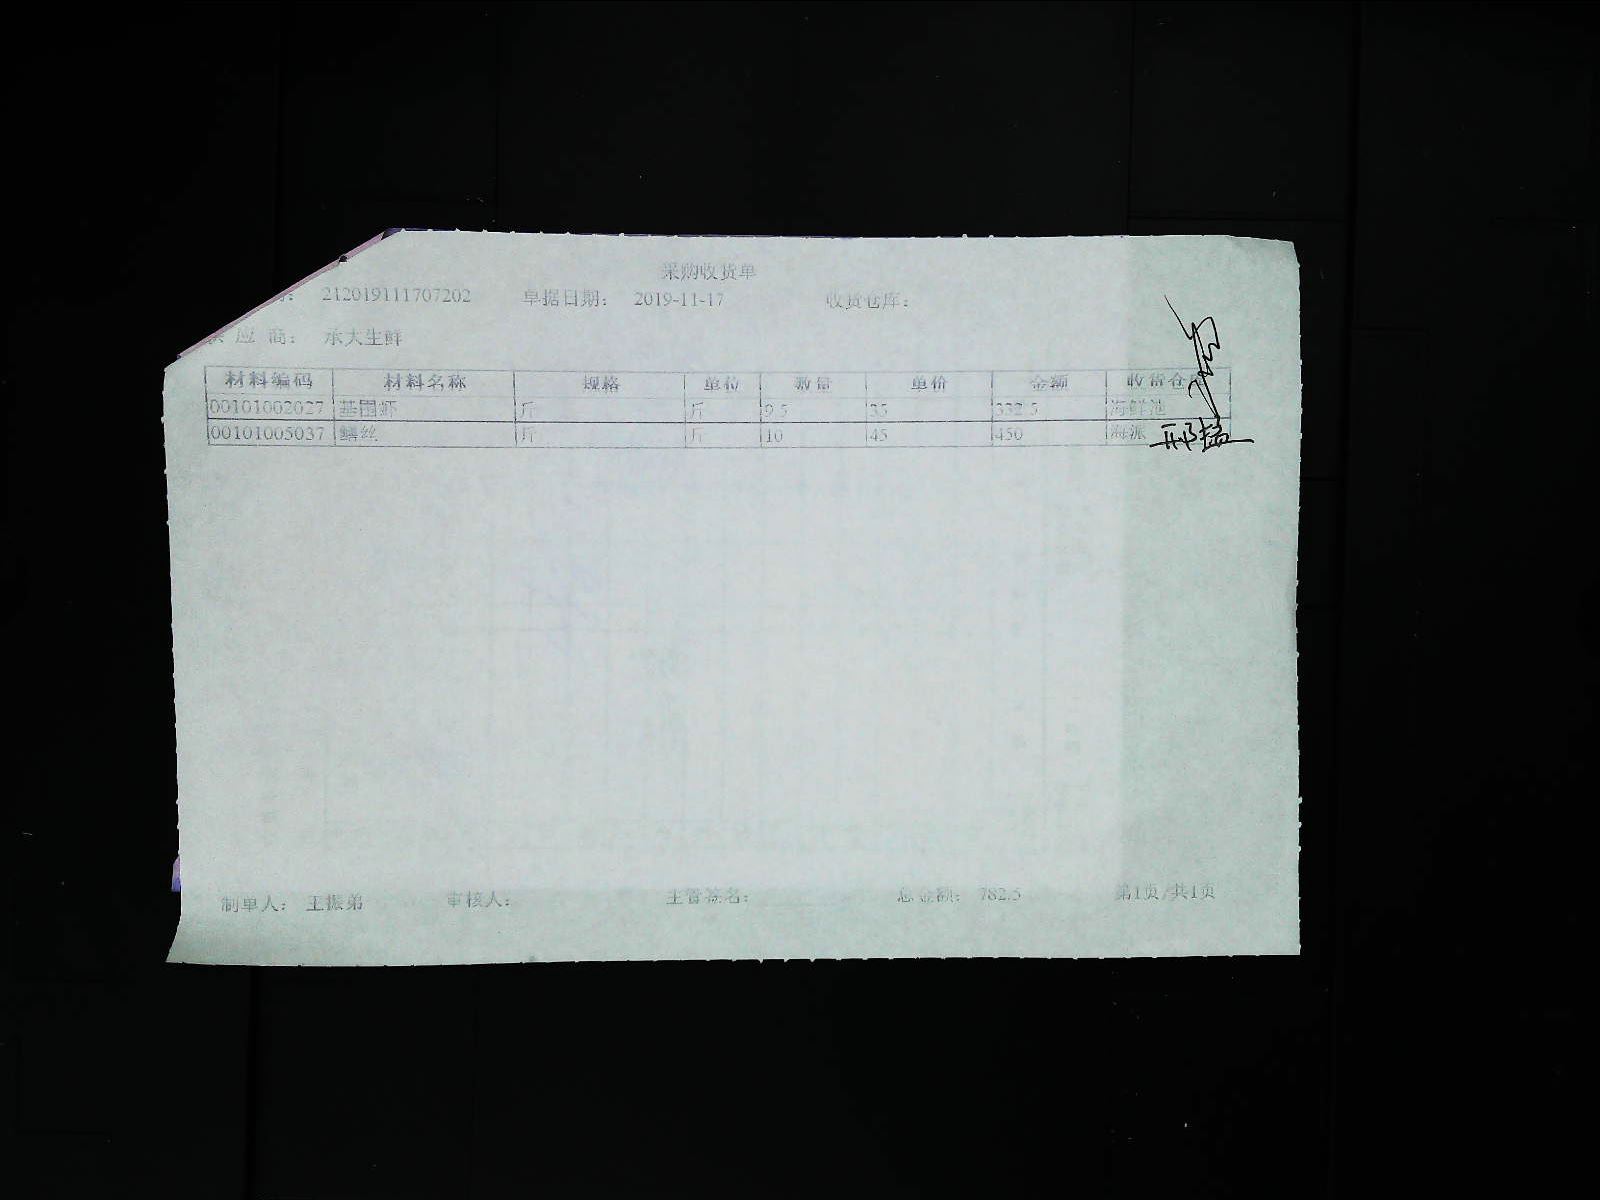 采购收货单
212019111707202 单据日期: 2019-11-17 收货仓库:
应 商: 承大生鲜
材料编码 材料名称 规格 单位 数量 单价 金额 收货仓
00101002027 基围虾 斤 斤 9.5 35 332.5 海鲜池
00101005037 鳝丝 斤 斤 10 45 450 海派
制单人: 王振弟 审核人: 主管签名: 总金额: 782.5 第1页/共1页